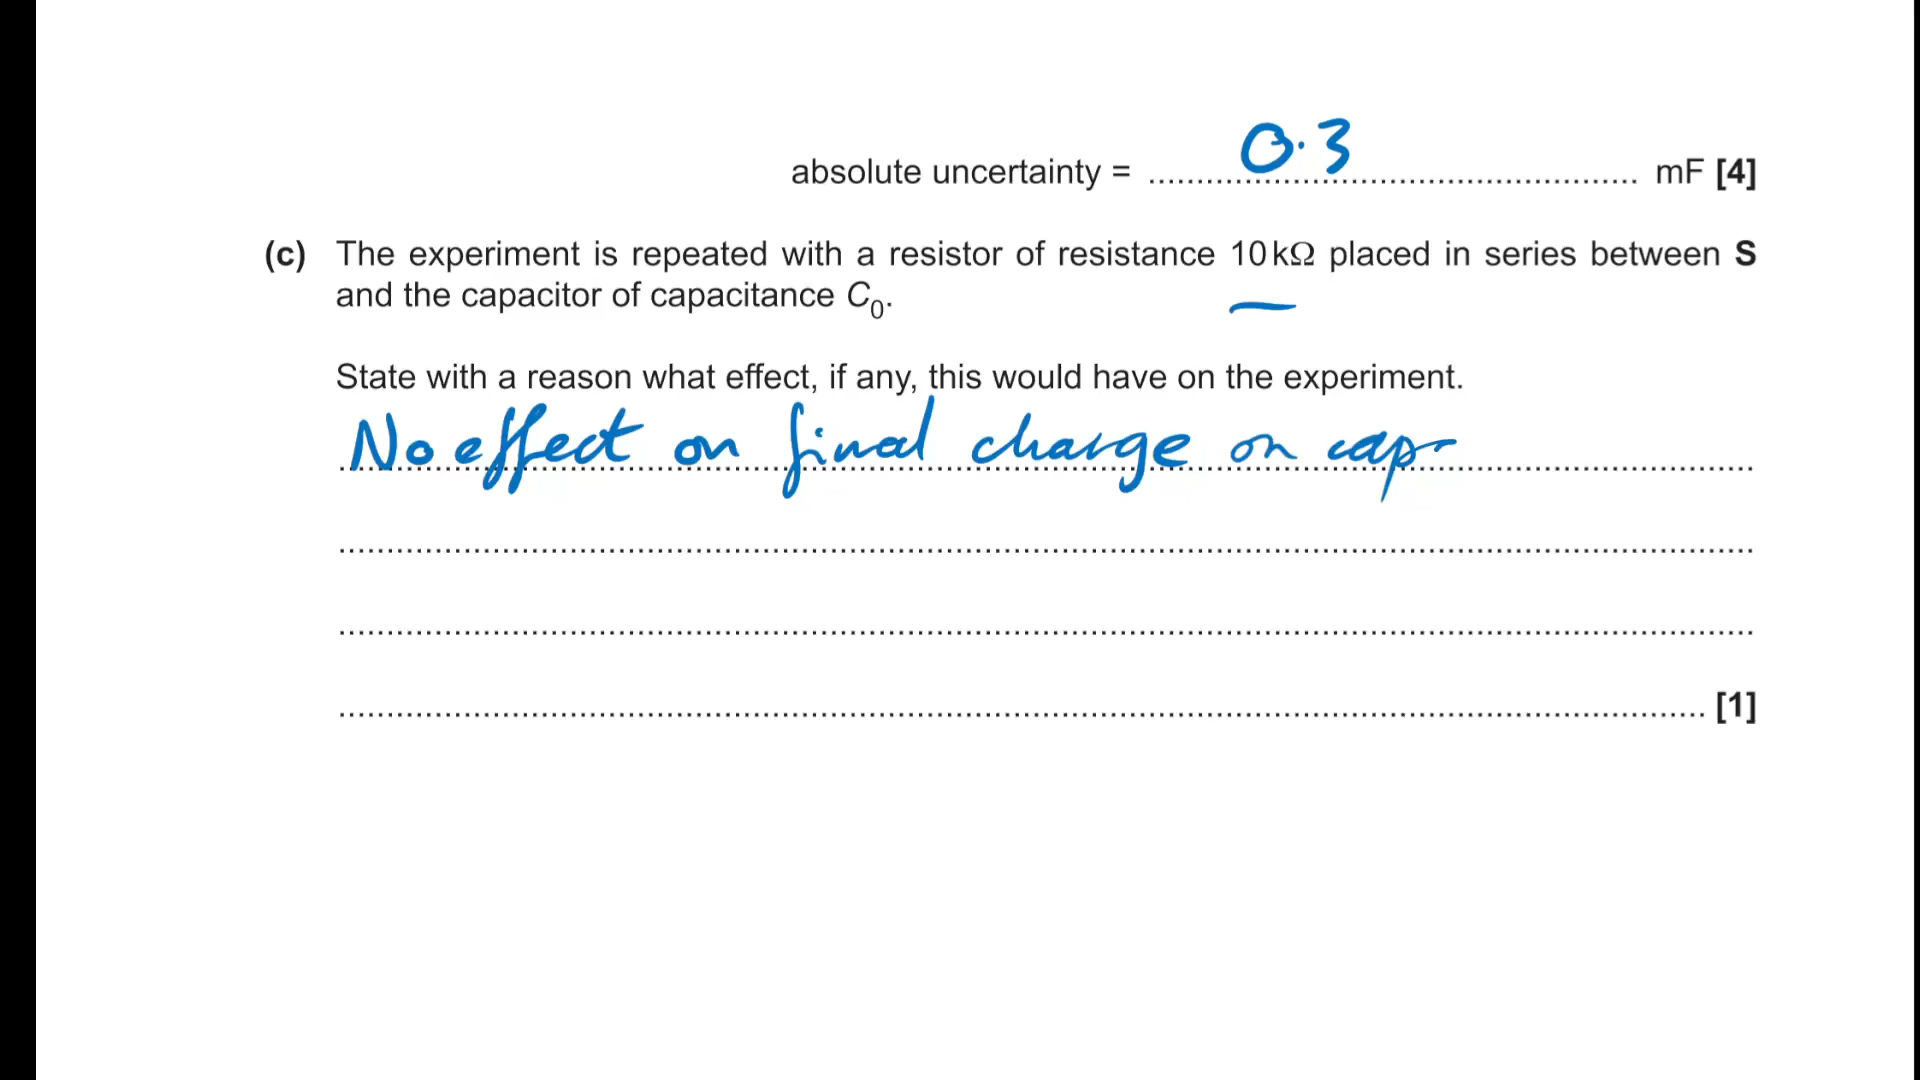 absolute uncertainty = ........0.3........ mF [4]
(c) The experiment is repeated with a resistor of resistance 10 kΩ placed in series between S
and the capacitor of capacitance C₀.
State with a reason what effect, if any, this would have on the experiment.
No effect on final charge on cap
[1]